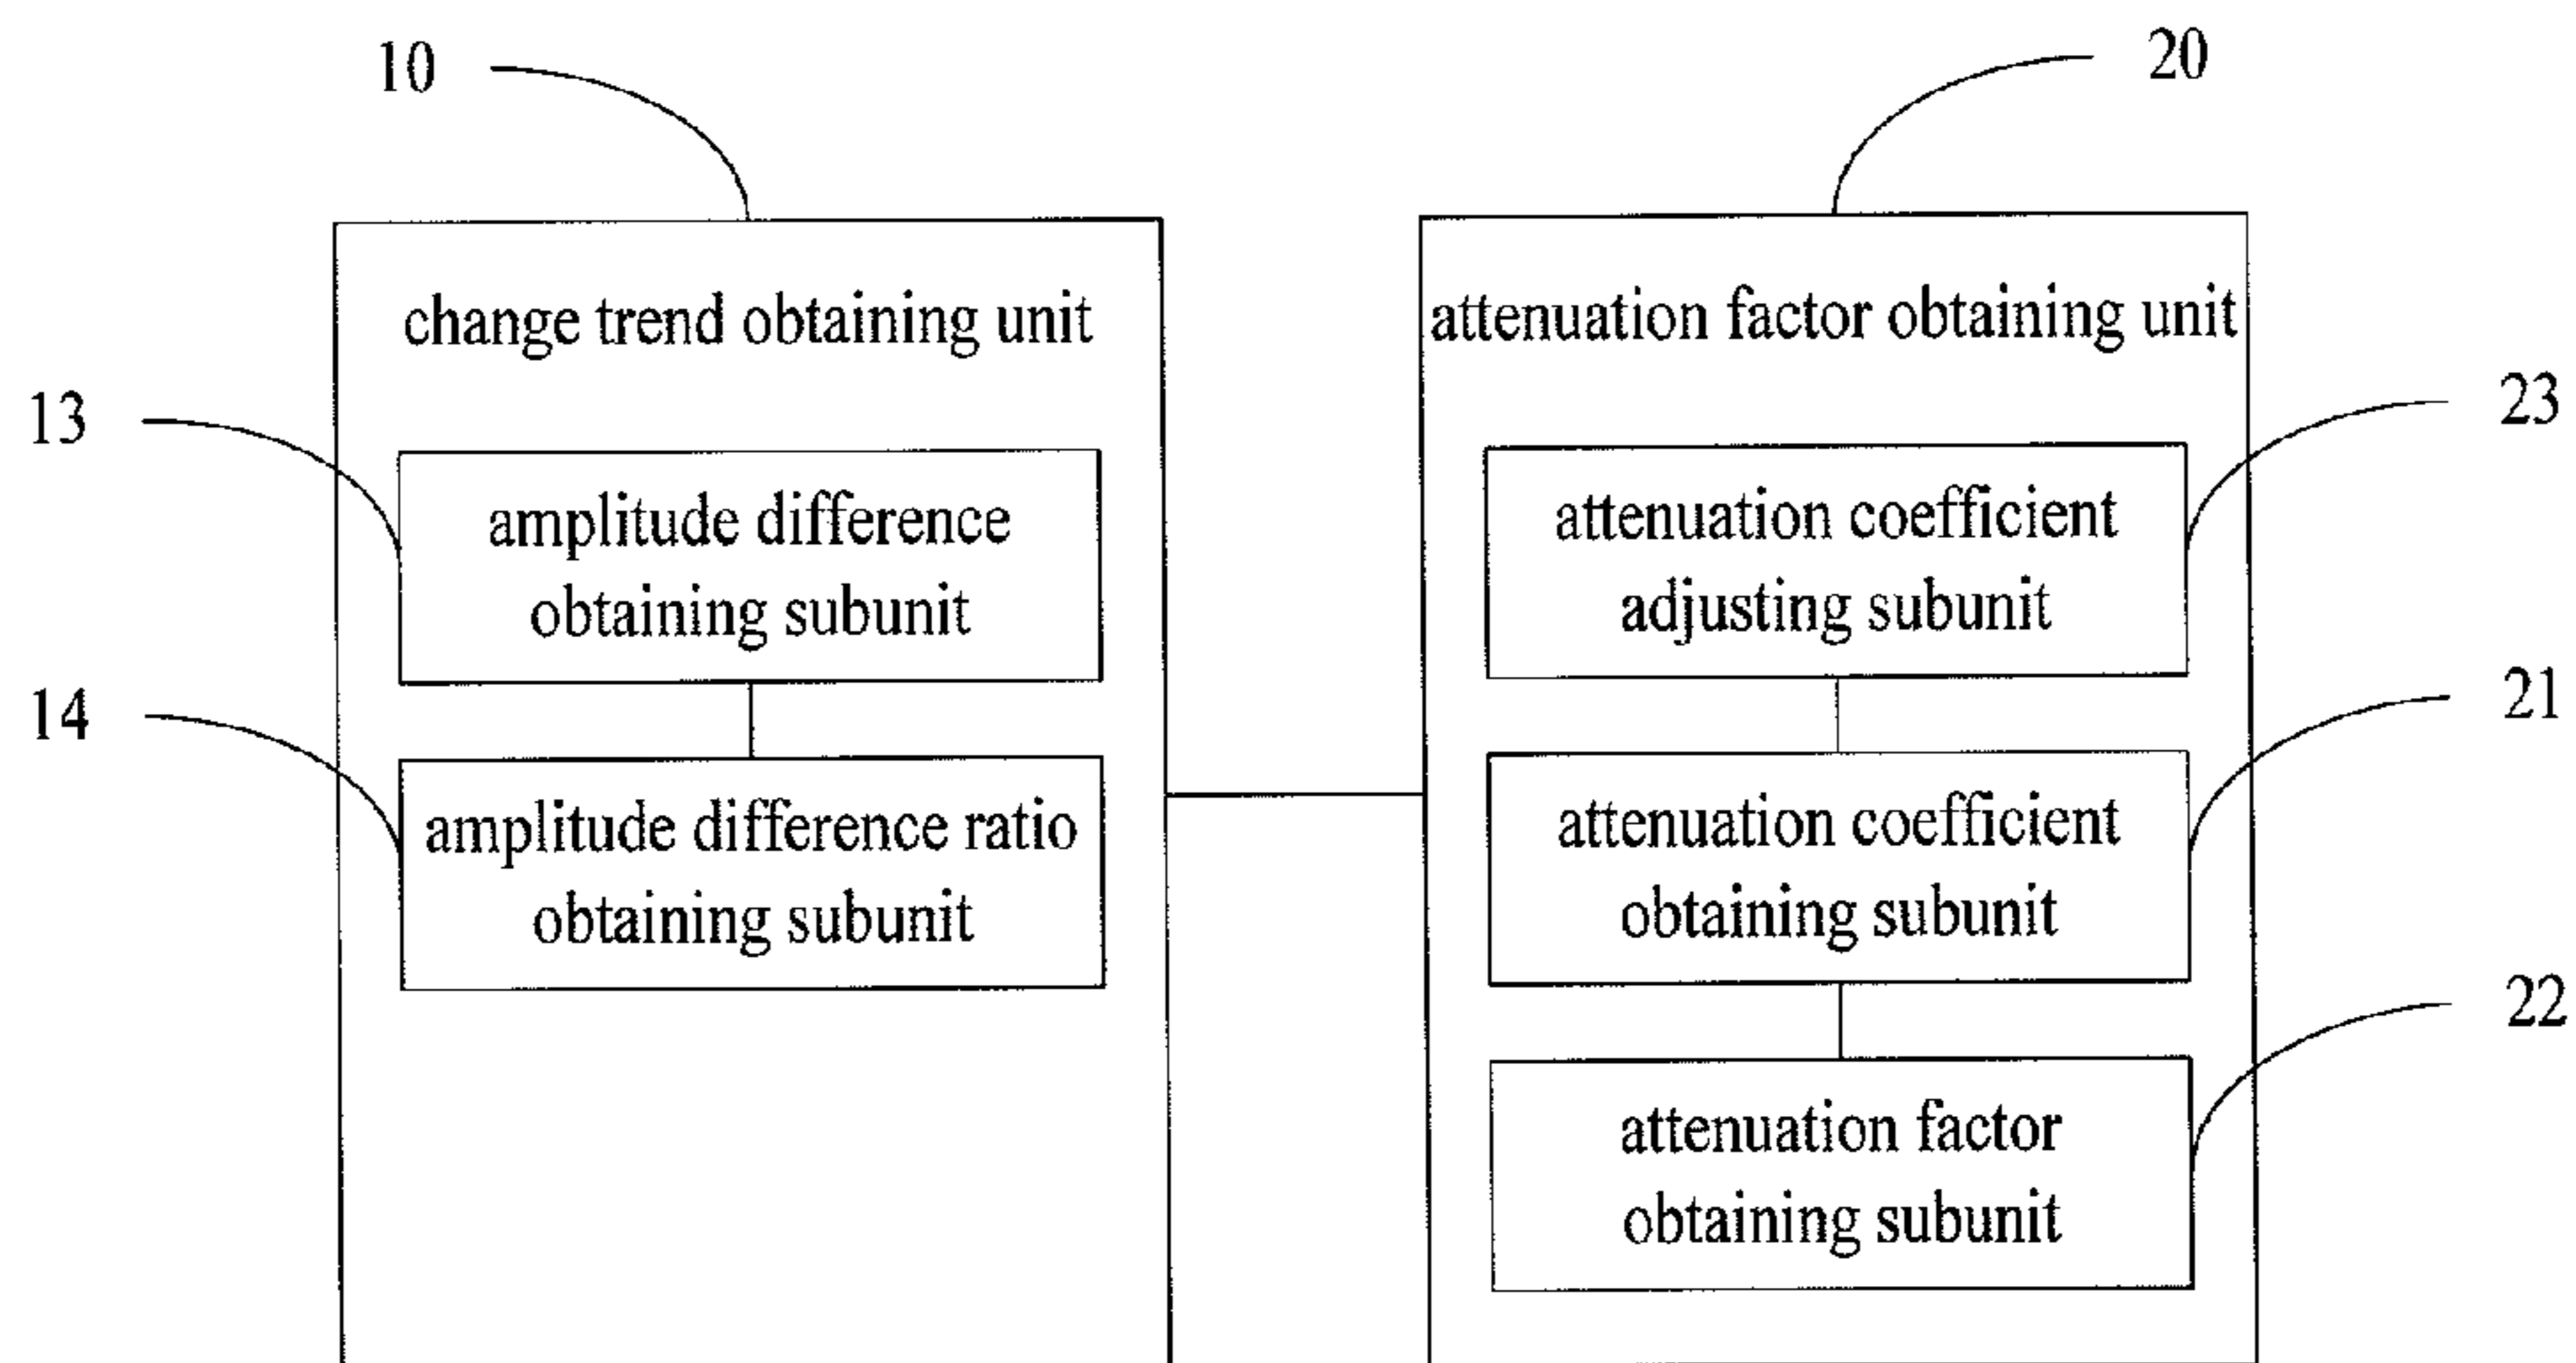 10
20
change trend obtaining unit
13
amplitude difference
obtaining subunit
14
amplitude difference ratio
obtaining subunit
attenuation factor obtaining unit
23
attenuation coefficient
adjusting subunit
21
attenuation coefficient
obtaining subunit
22
attenuation factor
obtaining subunit